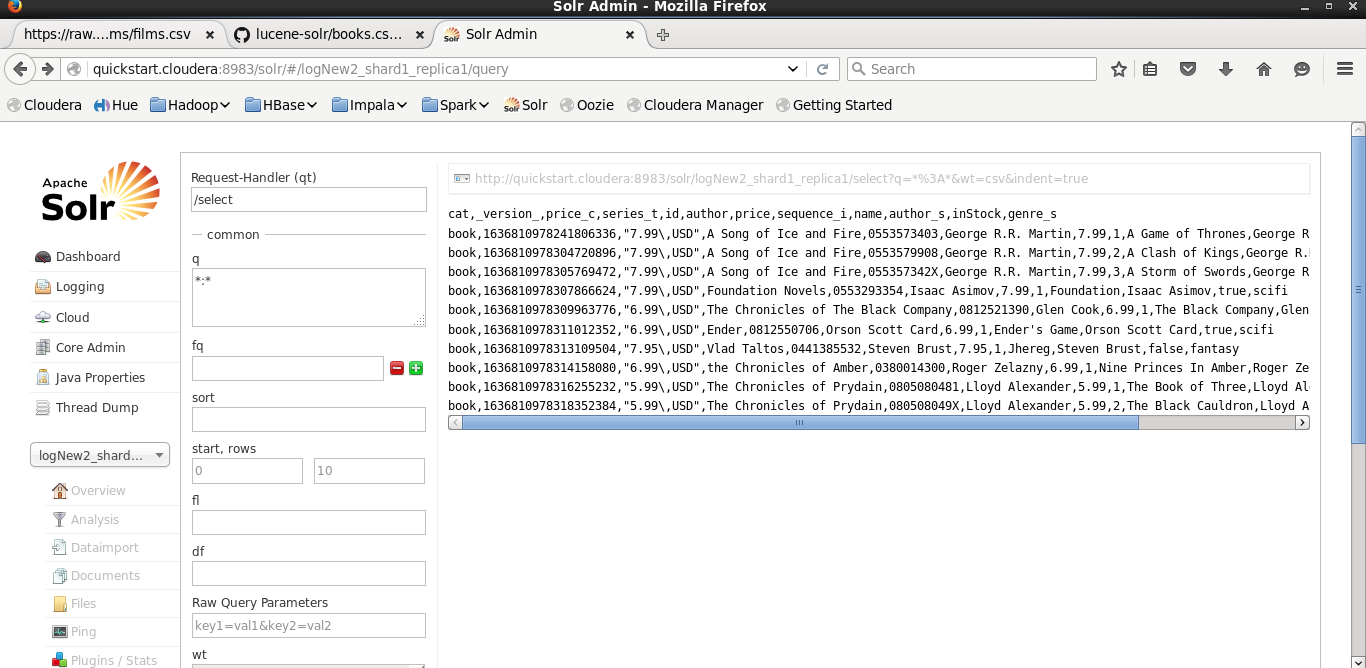 Solr Admin - Mozilla Firefox
https://raw....ms/films.csv
lucene-solr/books.cs...
Solr Admin
quickstart.cloudera:8983/solr/#/logNew2_shard1_replica1/query
Search
Cloudera
Hue
Hadoop
HBase
Impala
Spark
Solr
Oozie
Cloudera Manager
Getting Started
Apache
Solr
Dashboard
Logging
Cloud
Core Admin
Java Properties
Thread Dump
logNew2_shard...
Overview
Analysis
Dataimport
Documents
Files
Ping
Plugins / Stats
Request-Handler (qt)
/select
common
q
*:*
fq
sort
start, rows
0
10
fl
df
Raw Query Parameters
key1=val1&key2=val2
wt
http://quickstart.cloudera:8983/solr/logNew2_shard1_replica1/select?q=*%3A*&wt=csv&indent=true
cat,_version_,price_c,series_t,id,author,price,sequence_i,name,author_s,inStock,genre_s
book,1636810978241806336,"7.99\,USD",A Song of Ice and Fire,0553573403,George R.R. Martin,7.99,1,A Game of Thrones,George R
book,1636810978304720896,"7.99\,USD",A Song of Ice and Fire,0553579908,George R.R. Martin,7.99,2,A Clash of Kings,George R.
book,1636810978305769472,"7.99\,USD",A Song of Ice and Fire,055357342X,George R.R. Martin,7.99,3,A Storm of Swords,George R
book,1636810978307866624,"7.99\,USD",Foundation Novels,0553293354,Isaac Asimov,7.99,1,Foundation,Isaac Asimov,true,scifi
book,1636810978309963776,"6.99\,USD",The Chronicles of The Black Company,0812521390,Glen Cook,6.99,1,The Black Company,Glen
book,1636810978311012352,"6.99\,USD",Ender,0812550706,Orson Scott Card,6.99,1,Ender's Game,Orson Scott Card,true,scifi
book,1636810978313109504,"7.95\,USD",Vlad Taltos,0441385532,Steven Brust,7.95,1,Jhereg,Steven Brust,false,fantasy
book,1636810978314158080,"6.99\,USD",the Chronicles of Amber,0380014300,Roger Zelazny,6.99,1,Nine Princes In Amber,Roger Ze
book,1636810978316255232,"5.99\,USD",The Chronicles of Prydain,0805080481,Lloyd Alexander,5.99,1,The Book of Three,Lloyd Al
book,1636810978318352384,"5.99\,USD",The Chronicles of Prydain,080508049X,Lloyd Alexander,5.99,2,The Black Cauldron,Lloyd A